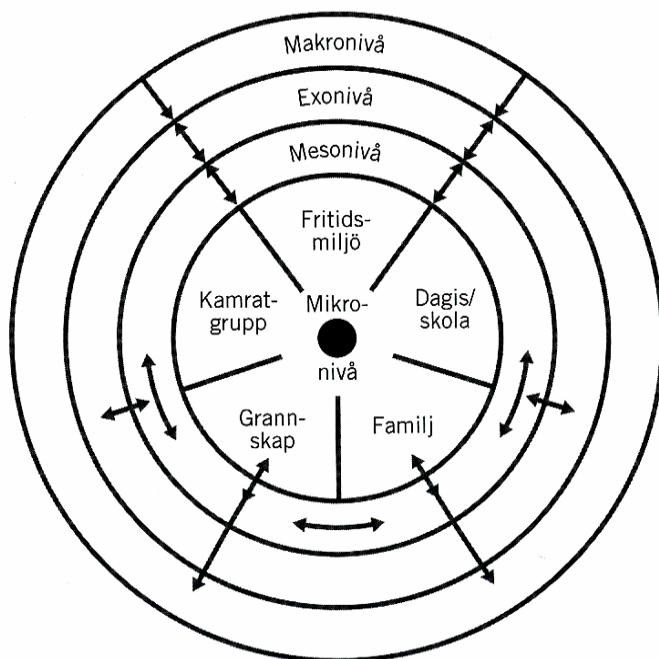 Makronivå
Exonivå
Mesonivå
Fritids-
miljö
Kamrat-
grupp
Mikro-
Dagis/
skola
nivå
Grann-
skap
Familj